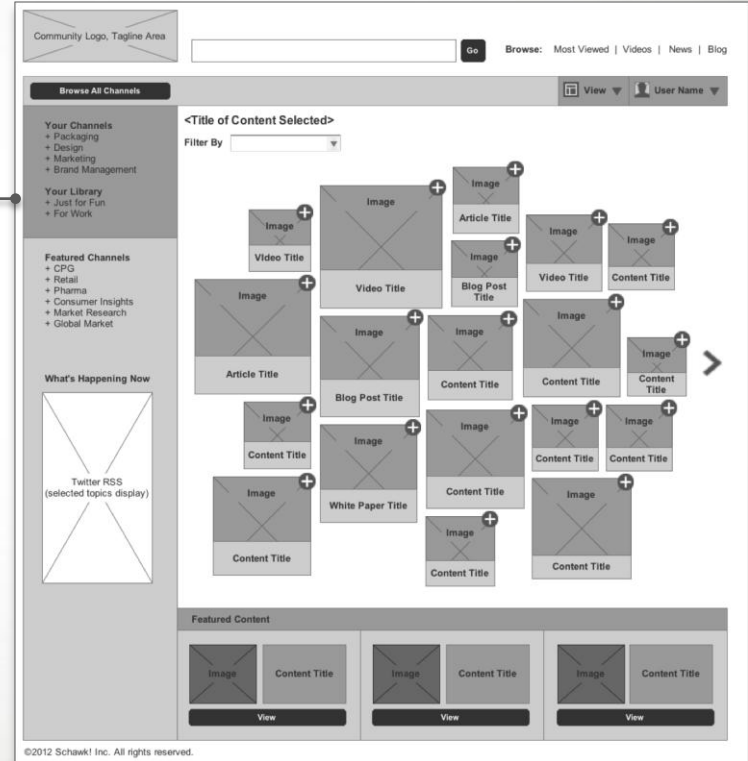 Community Logo, Tagline Area
Go
Browse: Most Viewed | Videos | News | Blog
Browse All Channels
View
User Name
Your Channels
+ Packaging
+ Design
+ Marketing
+ Brand Management
Your Library
+ Just for Fun
+ For Work
Featured Channels
+ CPG
+ Retail
+ Pharma
+ Consumer Insights
+ Market Research
+ Global Market
What's Happening Now
Twitter RSS
(selected topics display)
<Title of Content Selected>
Filter By
Image
VIdeo Title
Image
Video Title
Image
Article Title
Image
Blog Post
Title
Image
Video Title
Image
Content Title
Image
Article Title
Image
Blog Post Title
Image
Content Title
Image
Content Title
Image
Content
Title
Image
Content Title
Image
White Paper Title
Image
Content Title
Image
Content Title
Image
Content Title
Image
Content Title
Image
Content Title
Image
Content Title
Featured Content
Image
Content Title
View
Image
Content Title
View
Image
Content Title
View
©2012 Schawk! Inc. All rights reserved.